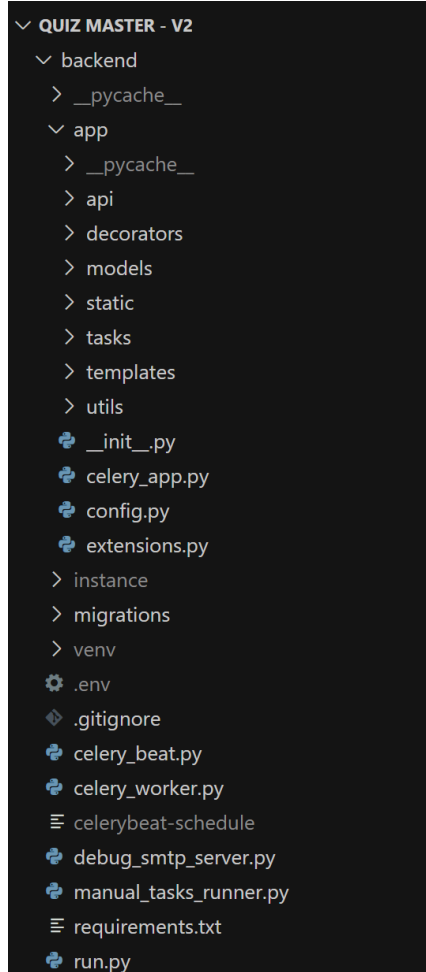 QUIZ MASTER - V2
backend
__pycache__
app
__pycache__
api
decorators
models
static
tasks
templates
utils
__init__.py
celery_app.py
config.py
extensions.py
instance
migrations
venv
.env
.gitignore
celery_beat.py
celery_worker.py
celerybeat-schedule
debug_smtp_server.py
manual_tasks_runner.py
requirements.txt
run.py